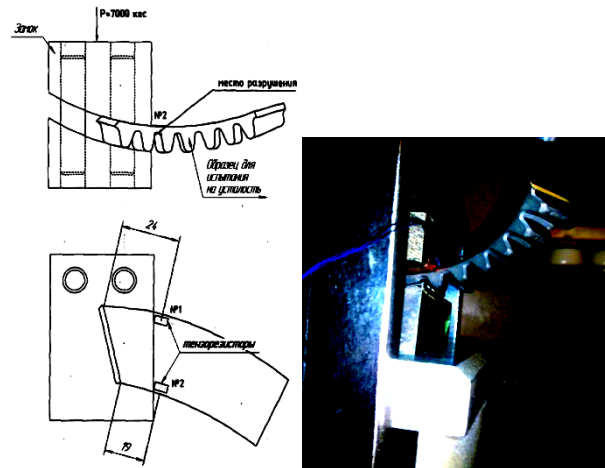 P=7000 кгс
Замок
место разрушения
№2
Образец для
испытания
на усталость
24
№1
тензорезисторы
№2
19